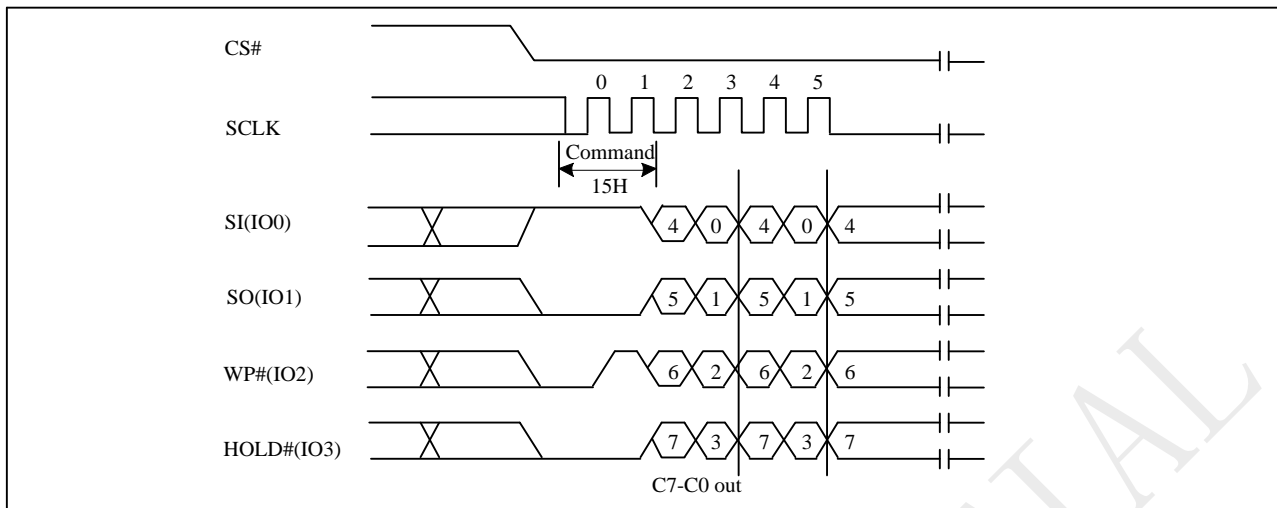 CS#
0 1 2 3 4 5
SCLK
Command
15H
SI(IO0) 4 0 4 0 4
SO(IO1) 5 1 5 1 5
WP#(IO2) 6 2 6 2 6
HOLD#(IO3) 7 3 7 3 7
C7-C0 out
IAL